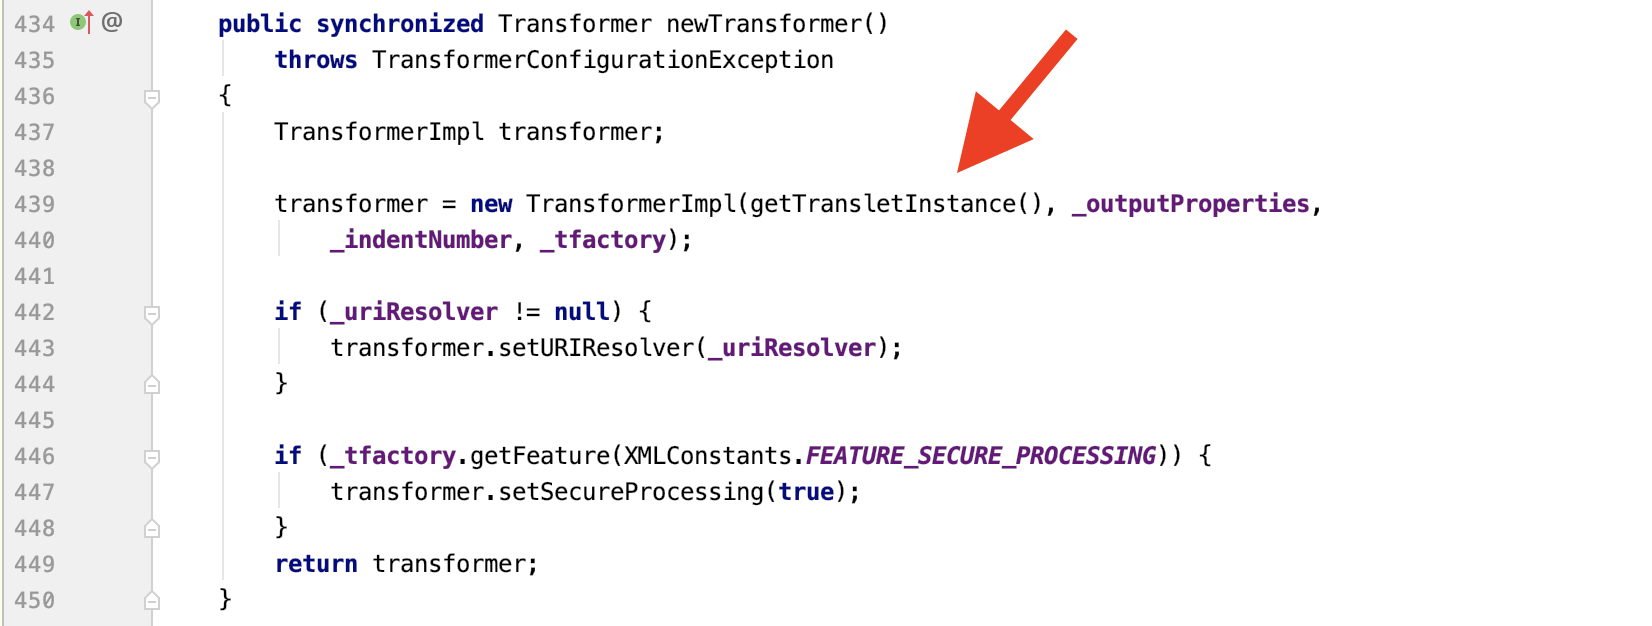 434 I @ public synchronized Transformer newTransformer()
435 throws TransformerConfigurationException
436 {
437 TransformerImpl transformer;
438
439 transformer = new TransformerImpl(getTransletInstance(), _outputProperties,
440 _indentNumber, _tfactory);
441
442 if (_uriResolver != null) {
443 transformer.setURIResolver(_uriResolver);
444 }
445
446 if (_tfactory.getFeature(XMLConstants.FEATURE_SECURE_PROCESSING)) {
447 transformer.setSecureProcessing(true);
448 }
449 return transformer;
450 }